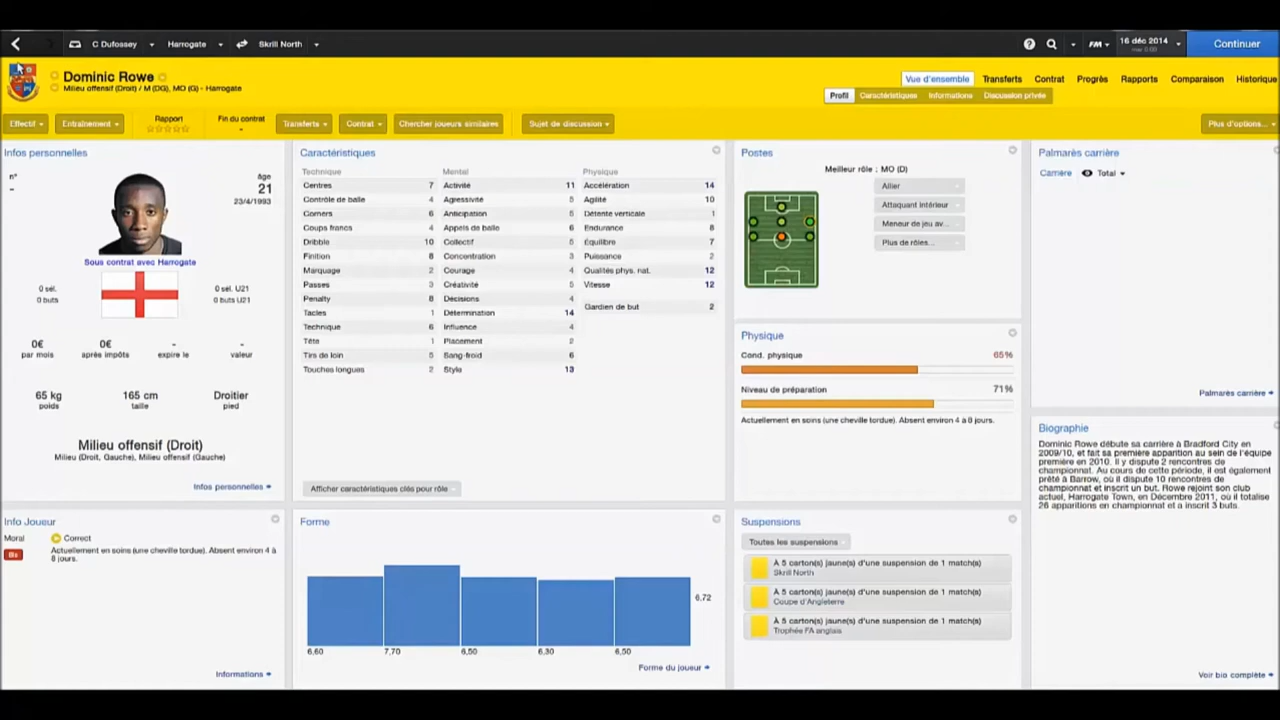 C Dufossey Harrogate Skrill North FM 16 déc 2014 Continuer
Dominic Rowe
Milieu offensif (Droit) / M (DG), MO (G) - Harrogate
Vue d'ensemble Transferts Contrat Progrès Rapports Comparaison Historique
Profil Caractéristiques Informations Discussion privée
Effectif Entraînement Rapport Fin du contrat - Transferts Contrat Chercher joueurs similaires Sujet de discussion Plus d'options...
Infos personnelles
n° -
âge 21
23/4/1993
Sous contrat avec Harrogate
0 sél. 0 buts
0 sél. U21 0 buts U21
0€ par mois
0€ après impôts
- expire le
- valeur
65 kg poids
165 cm taille
Droitier pied
Milieu offensif (Droit)
Milieu (Droit, Gauche), Milieu offensif (Gauche)
Infos personnelles
Caractéristiques
Technique Mental Physique
Centres 7 Activité 11 Accélération 14
Contrôle de balle 4 Agressivité 5 Agilité 10
Corners 6 Anticipation 5 Détente verticale 1
Coups francs 4 Appels de balle 6 Endurance 8
Dribble 10 Collectif 5 Équilibre 7
Finition 8 Concentration 3 Puissance 2
Marquage 2 Courage 4 Qualités phys. nat. 12
Passes 3 Créativité 5 Vitesse 12
Penalty 8 Décisions 4
Gardien de but 2
Tacles 1 Détermination 14
Technique 6 Influence 4
Tête 1 Placement 2
Tirs de loin 5 Sang-froid 6
Touches longues 2 Style 13
Afficher caractéristiques clés pour rôle
Postes
Meilleur rôle : MO (D)
Ailier
Attaquant intérieur
Meneur de jeu av...
Plus de rôles...
Physique
Cond. physique 65%
Niveau de préparation 71%
Actuellement en soins (une cheville tordue). Absent environ 4 à 8 jours.
Palmarès carrière
Carrière Total
Palmarès carrière
Biographie
Dominic Rowe débute sa carrière à Bradford City en
2009/10, et fait sa première apparition au sein de l'équipe
première en 2010. Il y dispute 2 rencontres de
championnat. Au cours de cette période, il est également
prêté à Barrow, où il dispute 10 rencontres de
championnat et inscrit un but. Rowe rejoint son club
actuel, Harrogate Town, en Décembre 2011, où il totalise
26 apparitions en championnat et a inscrit 3 buts.
Voir bio complète
Info Joueur
Moral Correct
Bls Actuellement en soins (une cheville tordue). Absent environ 4 à
8 jours.
Informations
Forme
6,72
6,60 7,70 6,50 6,30 6,50
Forme du joueur
Suspensions
Toutes les suspensions
À 5 carton(s) jaune(s) d'une suspension de 1 match(s)
Skrill North
À 5 carton(s) jaune(s) d'une suspension de 1 match(s)
Coupe d'Angleterre
À 5 carton(s) jaune(s) d'une suspension de 1 match(s)
Trophée FA anglais